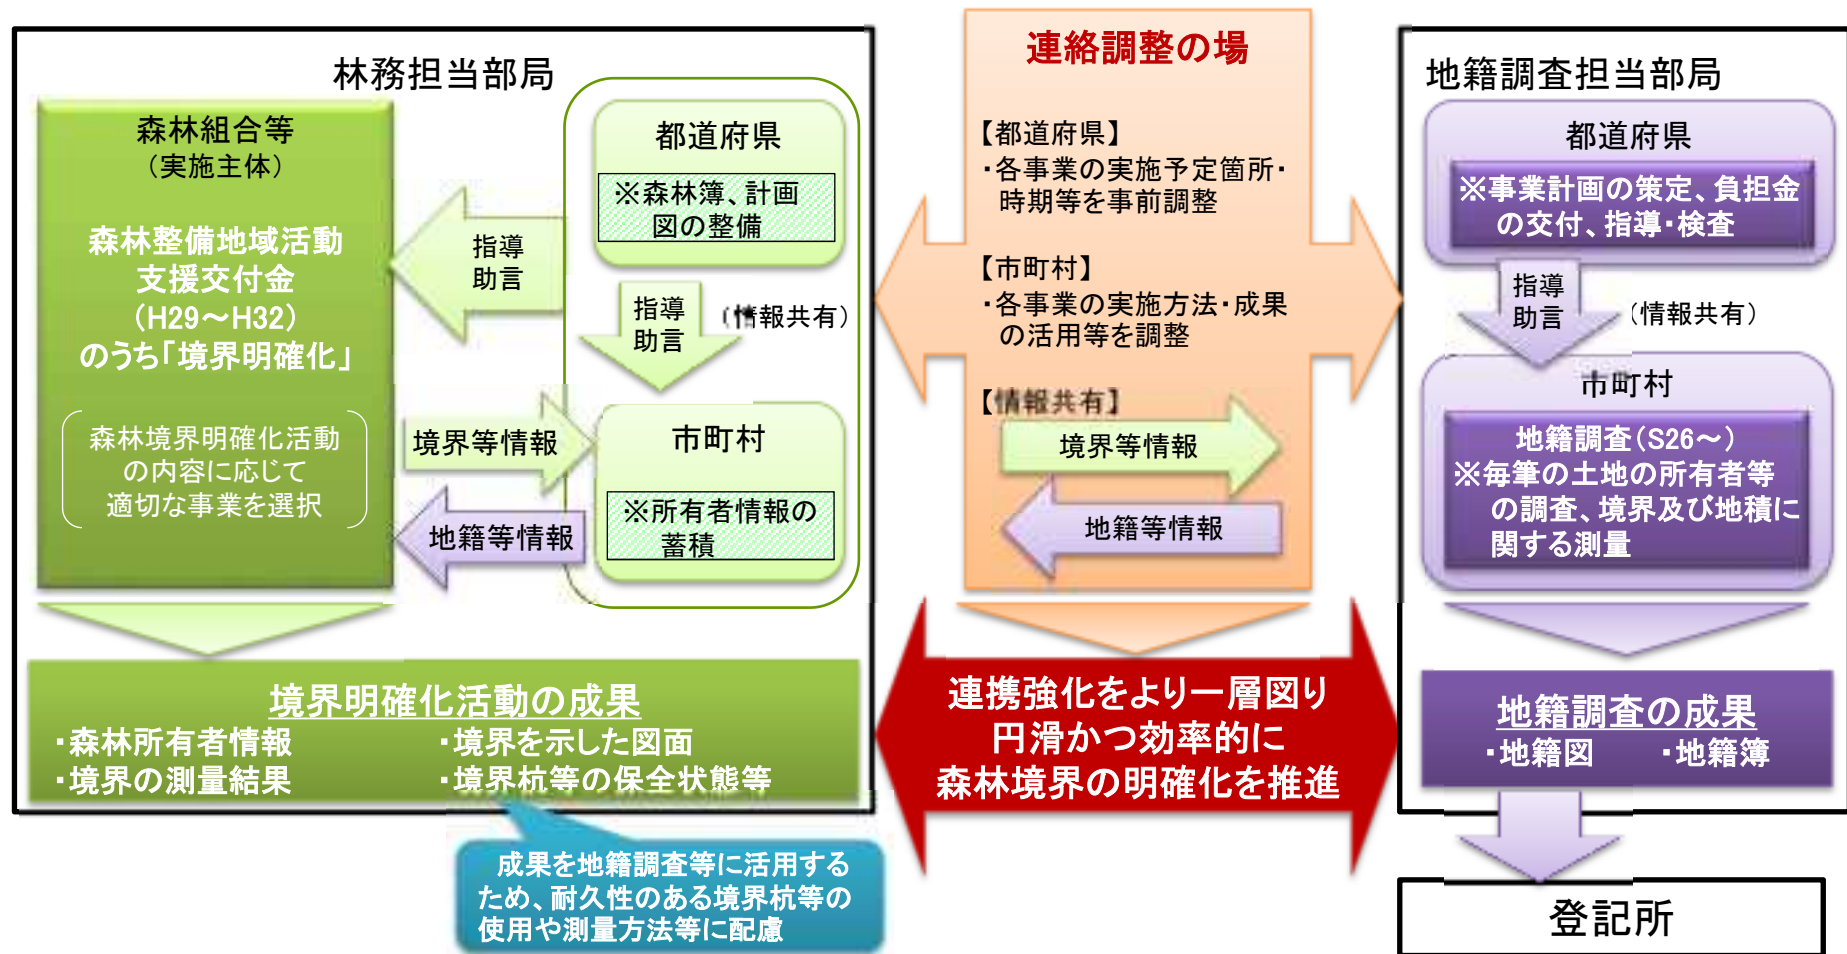 林務担当部局
森林組合等
（実施主体）
森林整備地域活動
支援交付金
（H29～H32）
のうち「境界明確化」
森林境界明確化活動
の内容に応じて
適切な事業を選択
指導
助言
都道府県
※森林簿、計画
図の整備
指導
助言
（情報共有）
境界等情報
地籍等情報
市町村
※所有者情報の
蓄積
境界明確化活動の成果
・森林所有者情報
・境界を示した図面
・境界の測量結果
・境界杭等の保全状態等
成果を地籍調査等に活用する
ため、耐久性のある境界杭等の
使用や測量方法等に配慮
連絡調整の場
【都道府県】
・各事業の実施予定箇所・
時期等を事前調整
【市町村】
・各事業の実施方法・成果
の活用等を調整
【情報共有】
境界等情報
地籍等情報
連携強化をより一層図り
円滑かつ効率的に
森林境界の明確化を推進
地籍調査担当部局
都道府県
※事業計画の策定、負担金
の交付、指導・検査
指導
助言
（情報共有）
市町村
地籍調査（S26～）
※毎筆の土地の所有者等
の調査、境界及び地積に
関する測量
地籍調査の成果
・地籍図
・地籍簿
登記所